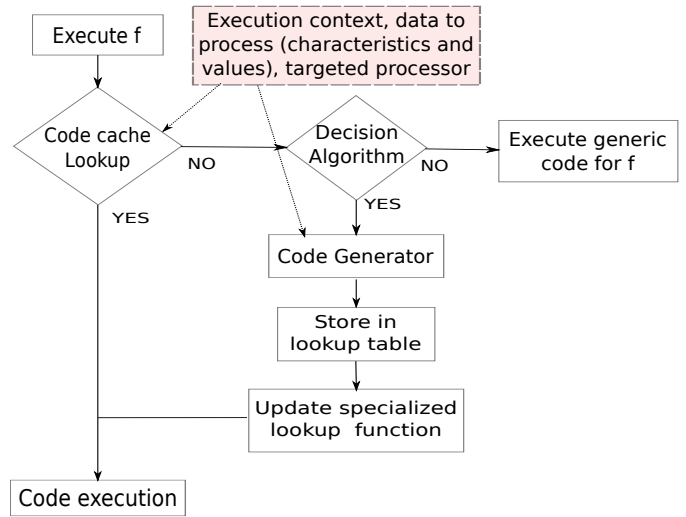 Execute f
Execution context, data to
process (characteristics and
values), targeted processor
Code cache
Lookup
NO
YES
Decision
Algorithm
NO
YES
Execute generic
code for f
Code Generator
Store in
lookup table
Update specialized
lookup function
Code execution